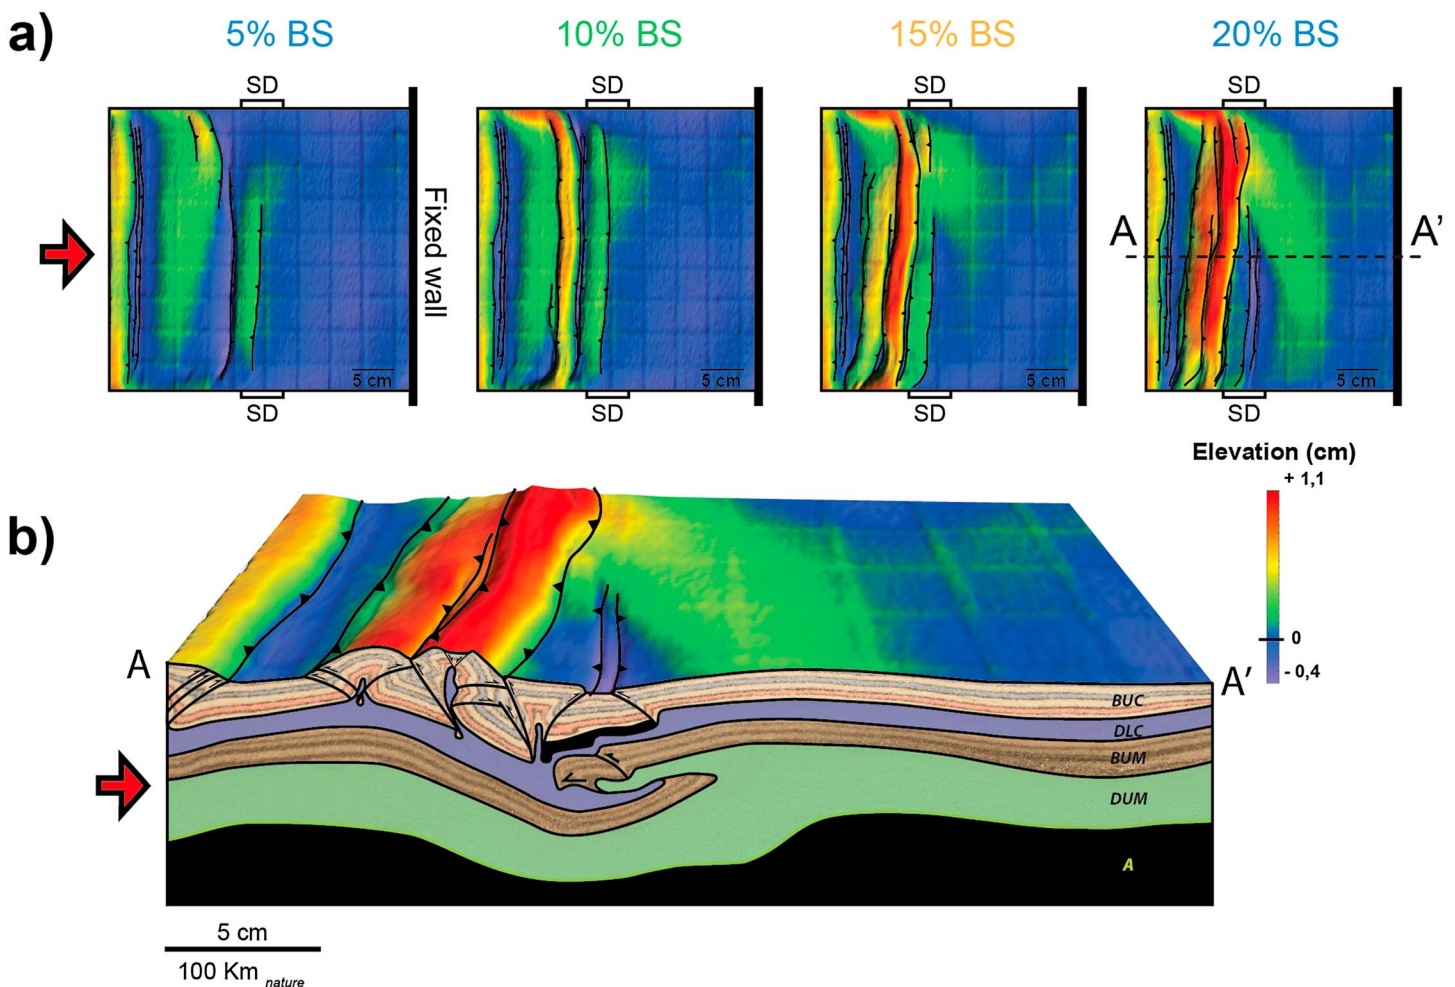 a)
5% BS
10% BS
15% BS
20% BS
SD
SD
SD
SD
Fixed wall
A
A'
5 cm
5 cm
5 cm
5 cm
SD
SD
SD
SD
Elevation (cm)
+ 1,1
0
- 0,4
b)
A
A'
BUC
DLC
BUM
DUM
A
5 cm
100 Km nature